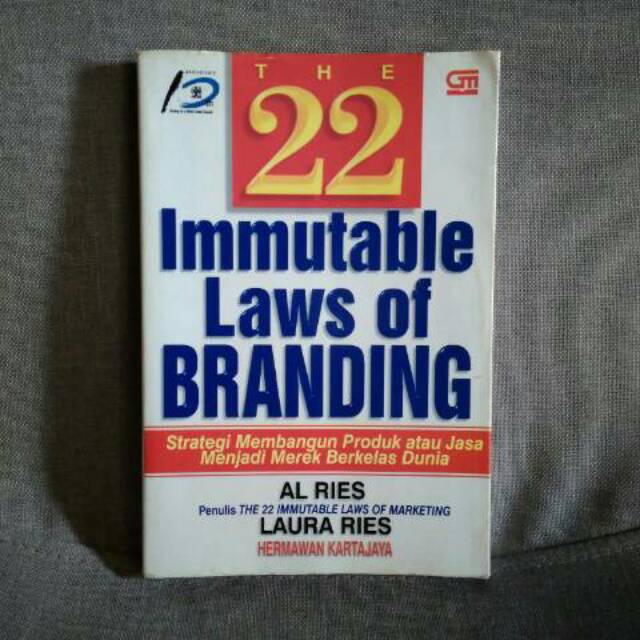 THE
22
Immutable
Laws of
BRANDING
Strategi Membangun Produk atau Jasa
Menjadi Merek Berkelas Dunia
AL RIES
Penulis THE 22 IMMUTABLE LAWS OF MARKETING
LAURA RIES
HERMAWAN KARTAJAYA